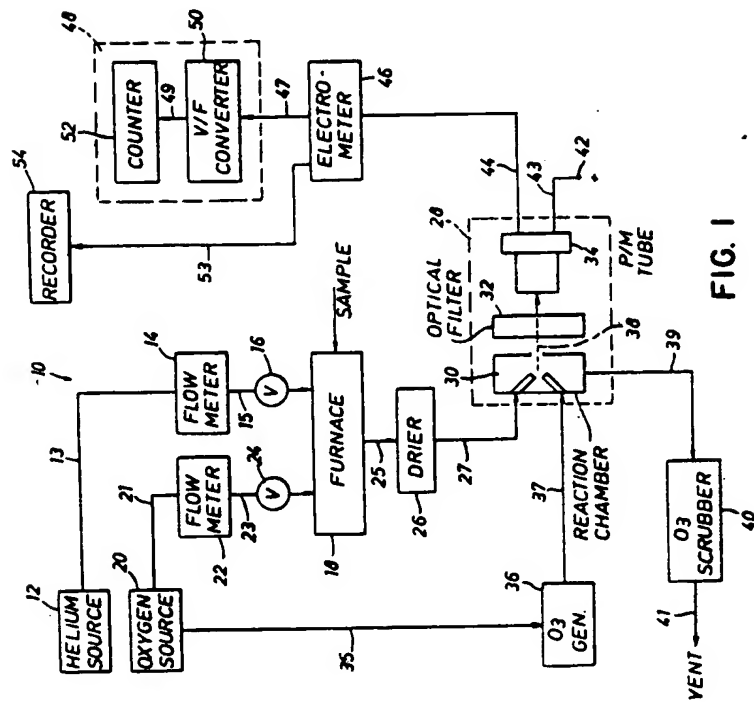 54
RECORDER
53
52
COUNTER
49
48
V/F
CONVERTER
50
47
ELECTRO-
METER
46
10
14
FLOW
METER
15
16
V
13
12
HELIUM
SOURCE
20
OXYGEN
SOURCE
21
FLOW
METER
22
23
24
V
SAMPLE
FURNACE
18
25
DRIER
26
27
35
36
O3
GEN.
37
REACTION
CHAMBER
30
OPTICAL
FILTER
32
38
28
34
P/M
TUBE
44
43
42
39
O3
SCRUBBER
40
41
VENT
FIG. 1